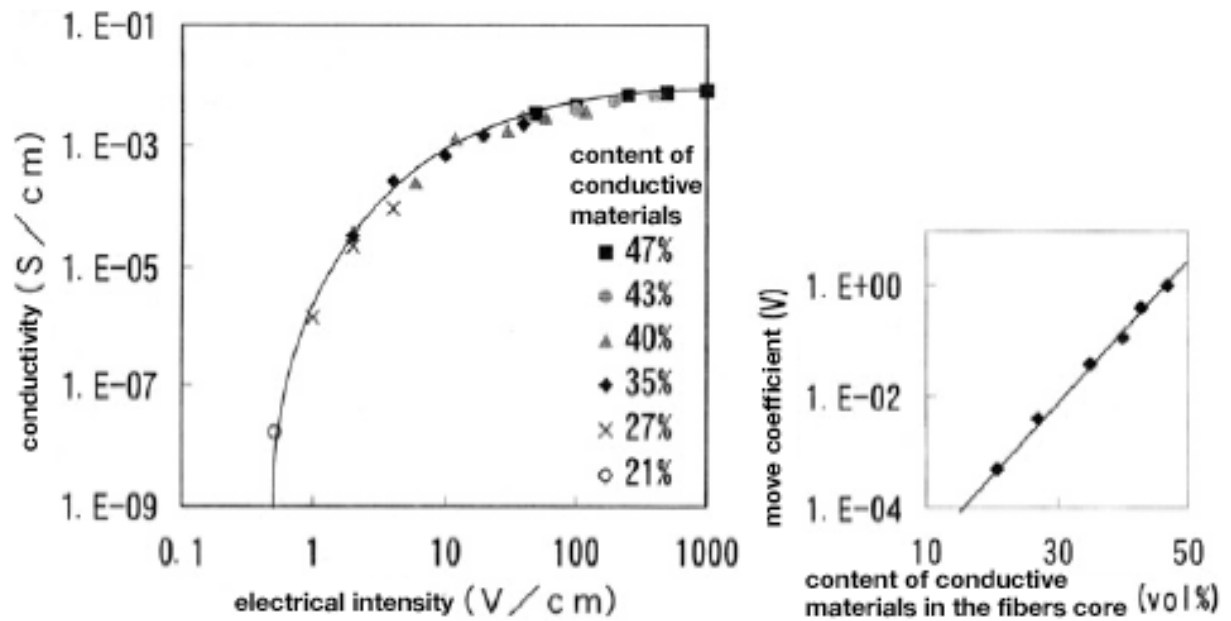 1. E-01
1. E-03
1. E-05
1. E-07
1. E-09
conductivity (S/cm)
0. 1
1
10
100
1000
electrical intensity (V/cm)
content of
conductive
materials
47%
43%
40%
35%
27%
21%
1. E+00
1. E-02
1. E-04
move coefficient (V)
10
30
50
content of conductive
materials in the fibers core (vol%)